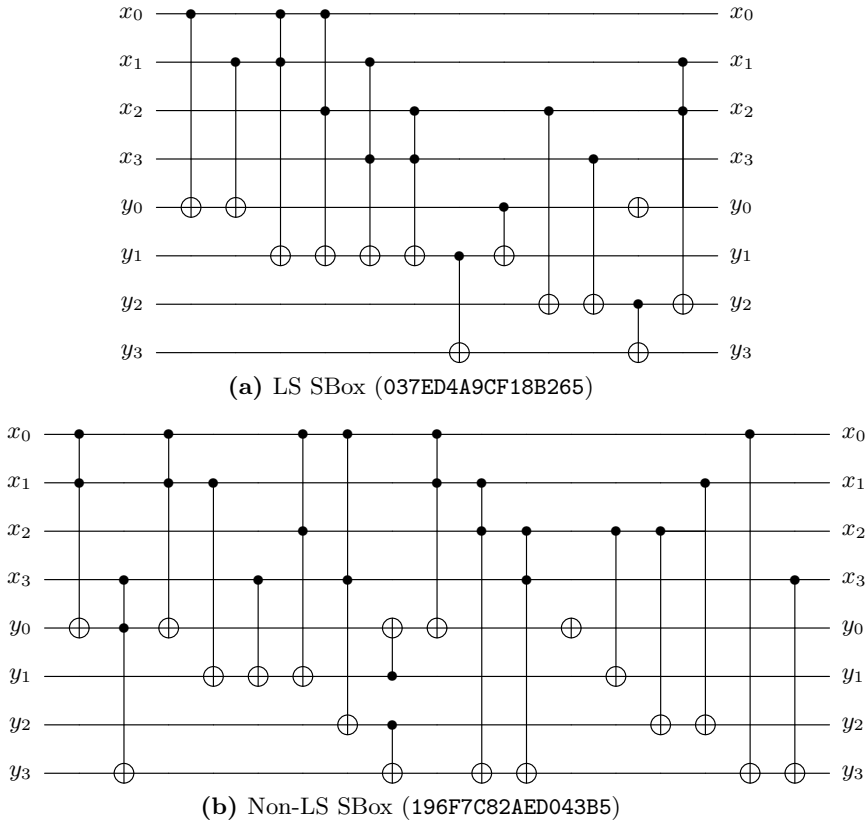 x0 x0
x1 x1
x2 x2
x3 x3
y0 y0
y1 y1
y2 y2
y3 y3
(a) LS SBox (037ED4A9CF18B265)
x0 x0
x1 x1
x2 x2
x3 x3
y0 y0
y1 y1
y2 y2
y3 y3
(b) Non-LS SBox (196F7C82AED043B5)